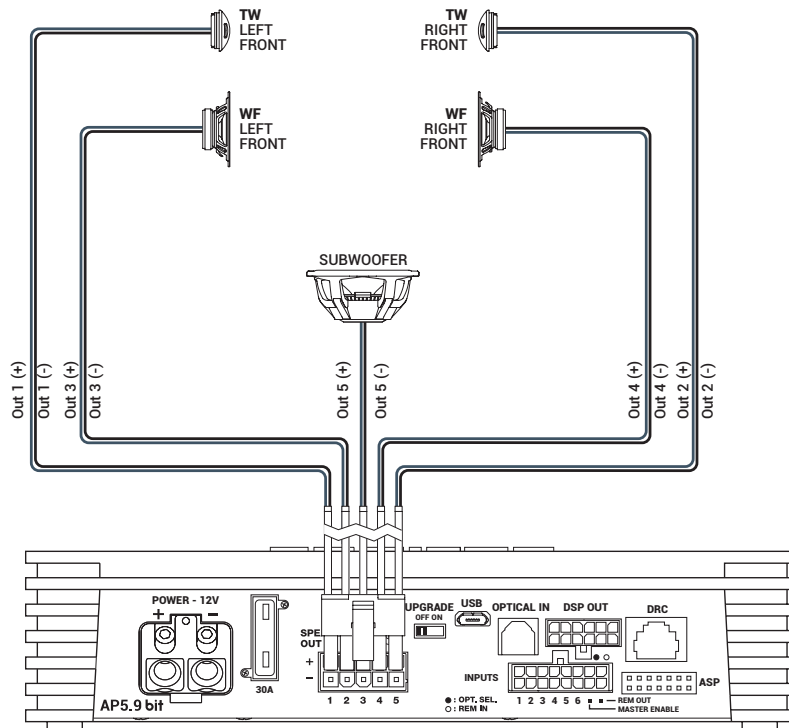 TW
LEFT
FRONT
TW
RIGHT
FRONT
WF
LEFT
FRONT
WF
RIGHT
FRONT
SUBWOOFER
Out 1 (+)
Out 1 (-)
Out 3 (+)
Out 3 (-)
Out 5 (+)
Out 5 (-)
Out 4 (+)
Out 4 (-)
Out 2 (+)
Out 2 (-)
POWER - 12V
+ −
30A
SPE
OUT
+
−
1 2 3 4 5
UPGRADE
OFF ON
USB
OPTICAL IN
DSP OUT
DRC
INPUTS
ASP
● : OPT. SEL.
○ : REM IN
1 2 3 4 5 6
REM OUT
MASTER ENABLE
AP5.9 bit